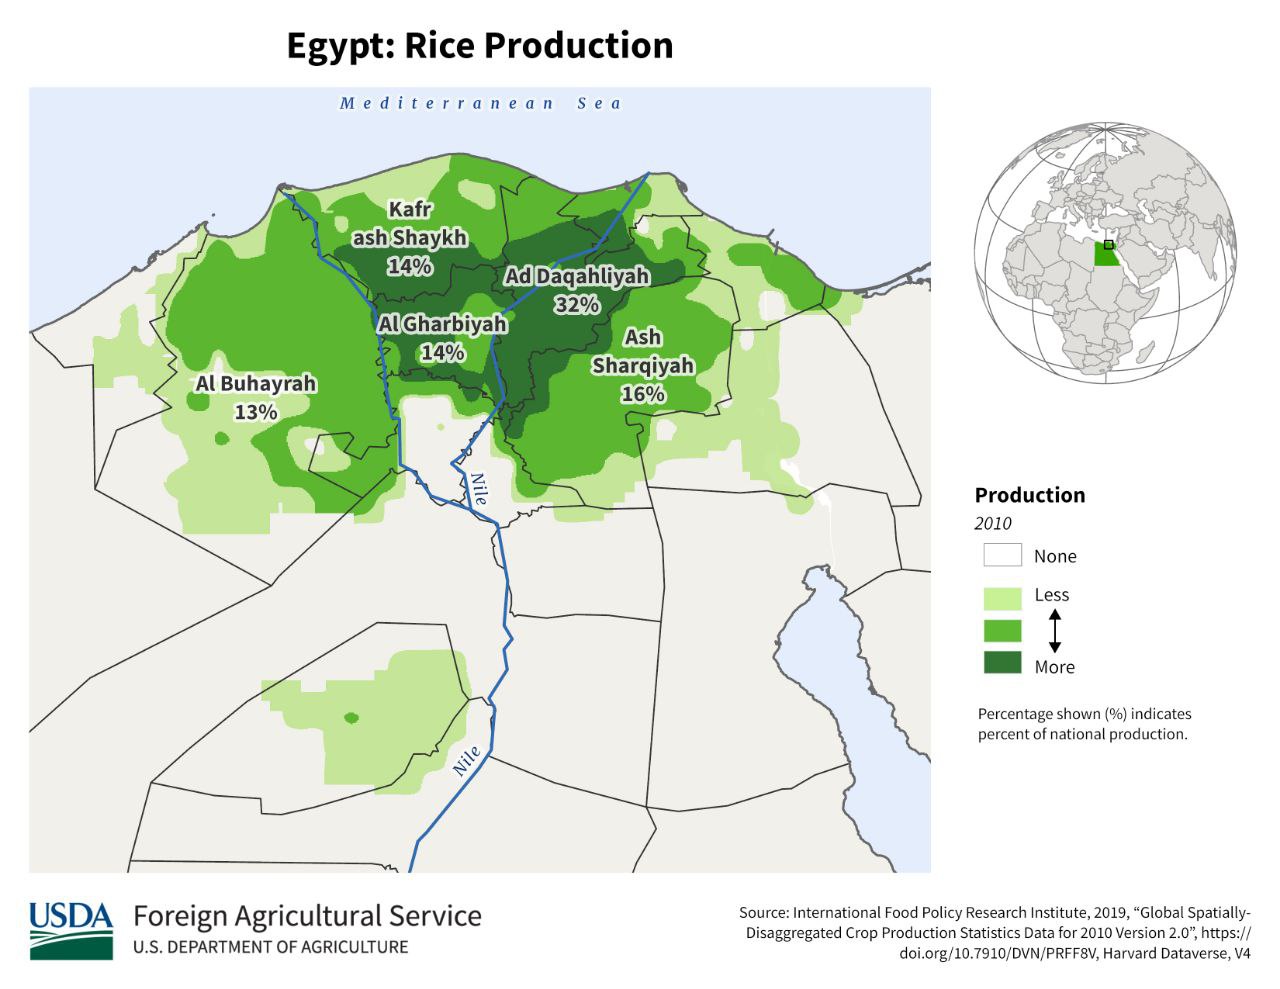 Egypt: Rice Production
Mediterranean Sea
Kafr
ash Shaykh
14%
Ad Daqahliyah
32%
Al Gharbiyah
14%
Ash
Sharqiyah
16%
Al Buhayrah
13%
Nile
Nile
Production
2010
None
Less
More
Percentage shown (%) indicates
percent of national production.
USDA
Foreign Agricultural Service
U.S. DEPARTMENT OF AGRICULTURE
Source: International Food Policy Research Institute, 2019, “Global Spatially-
Disaggregated Crop Production Statistics Data for 2010 Version 2.0”, https://
doi.org/10.7910/DVN/PRFF8V, Harvard Dataverse, V4